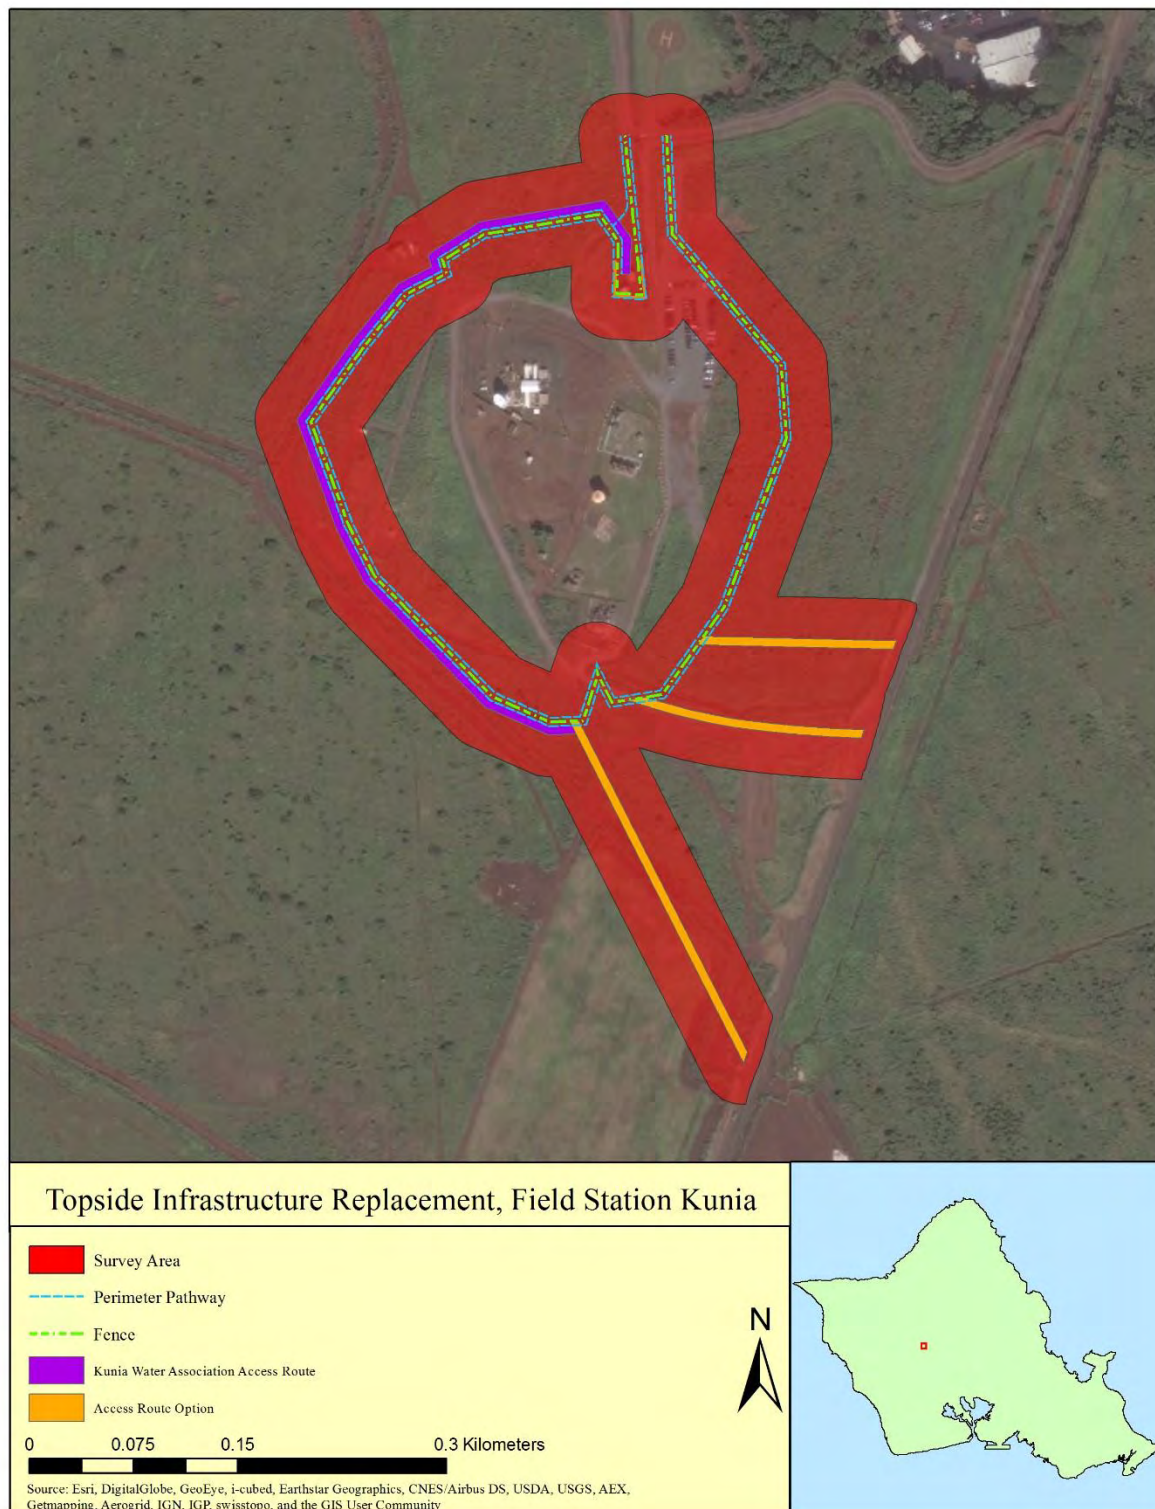 H
Topside Infrastructure Replacement, Field Station Kunia
Survey Area
Perimeter Pathway
Fence
Kunia Water Association Access Route
Access Route Option
N
0 0.075 0.15 0.3 Kilometers
Source: Esri, DigitalGlobe, GeoEye, i-cubed, Earthstar Geographics, CNES/Airbus DS, USDA, USGS, AEX,
Getmapping, Aerogrid, IGN, IGP, swisstopo, and the GIS User Community